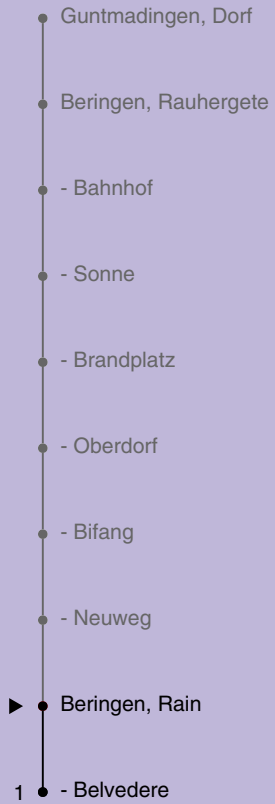 Guntmadingen, Dorf
Beringen, Rauhergete
- Bahnhof
- Sonne
- Brandplatz
- Oberdorf
- Bifang
- Neuweg
Beringen, Rain
1 - Belvedere